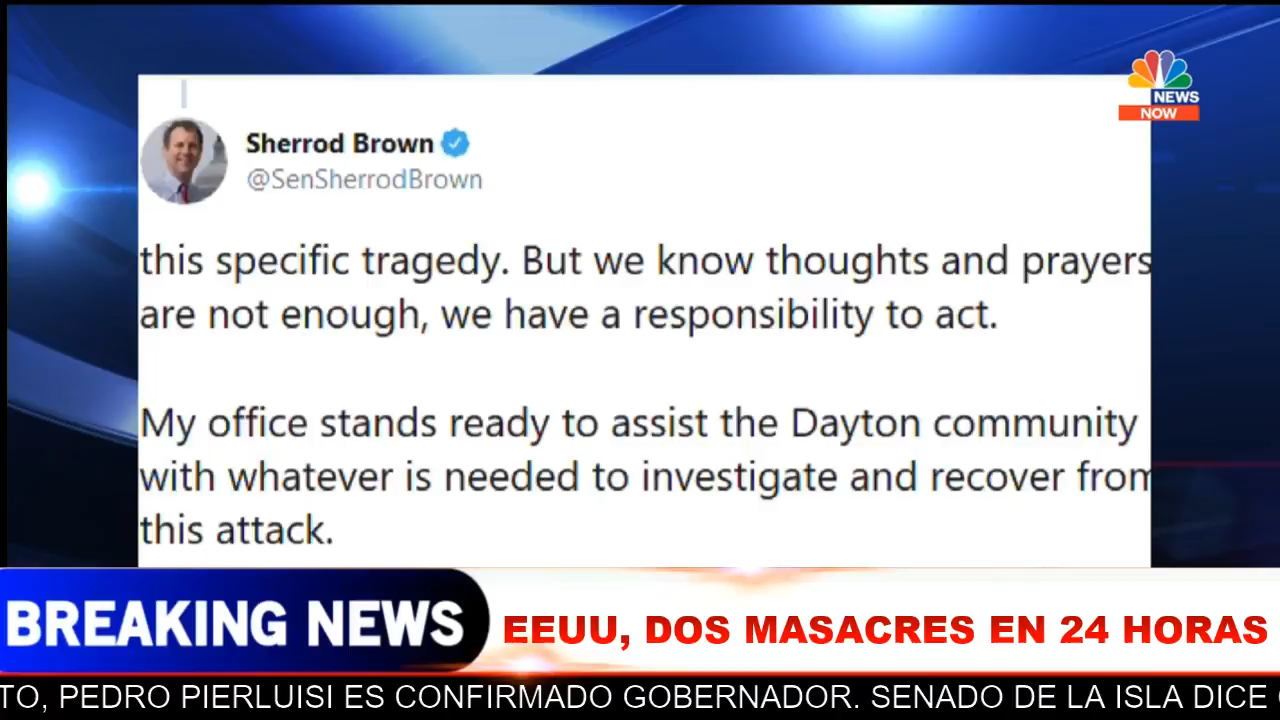 NEWS
NOW
Sherrod Brown
@SenSherrodBrown
this specific tragedy. But we know thoughts and prayers
are not enough, we have a responsibility to act.
My office stands ready to assist the Dayton community
with whatever is needed to investigate and recover from
this attack.
BREAKING NEWS
EEUU, DOS MASACRES EN 24 HORAS
TO, PEDRO PIERLUISI ES CONFIRMADO GOBERNADOR. SENADO DE LA ISLA DICE